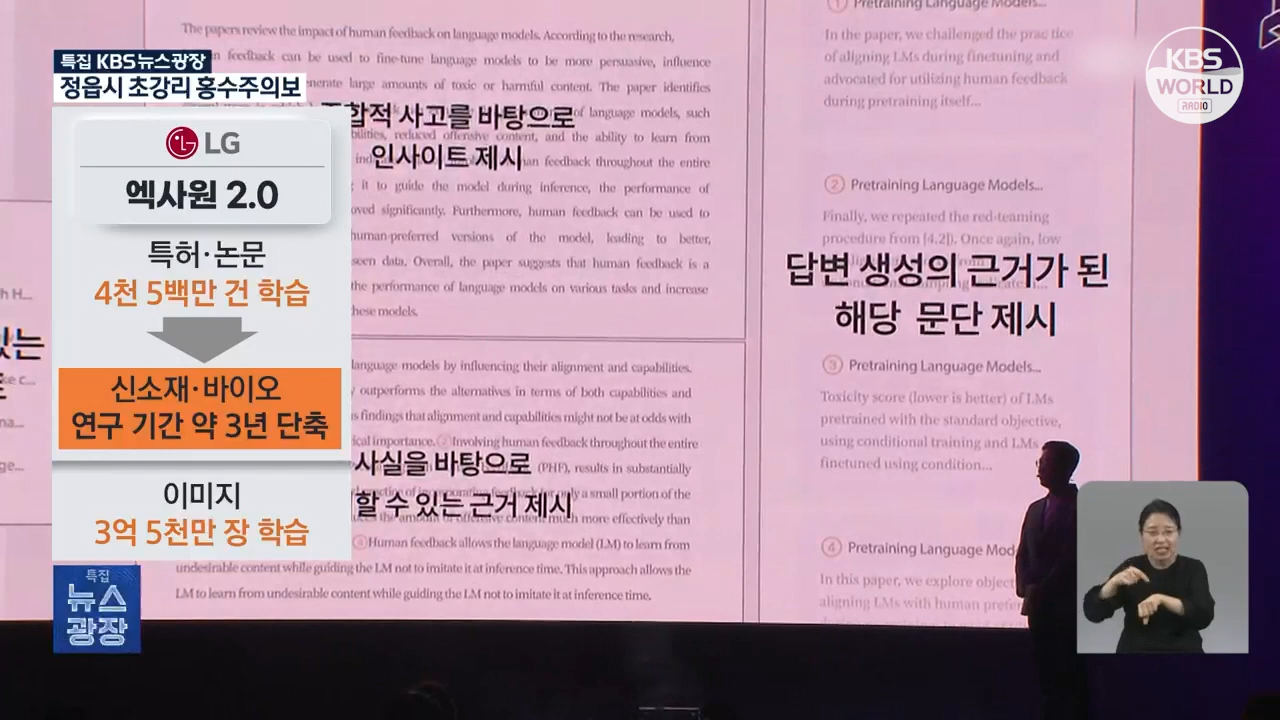 특집 KBS뉴스광장
정읍시 초강리 홍수주의보
LG
엑사원 2.0
특허·논문
4천 5백만 건 학습
신소재·바이오
연구 기간 약 3년 단축
이미지
3억 5천만 장 학습
특집
뉴스
광장
KBS
WORLD
RADIO
The papers review the impact of human feedback on language models. According to the research,
feedback can be used to fine-tune language models to be more persuasive, influence
large amounts of toxic or harmful content. The paper identifies
of language models, such
reduced offensive content, and the ability to learn from
feedback throughout the entire
it to guide the model during inference, the performance of
significantly. Furthermore, human feedback can be used to
human-preferred versions of the model, leading to better,
data. Overall, the paper suggests that human feedback is a
the performance of language models on various tasks and increase
these models.
사고를 바탕으로
인사이트 제시
language models by influencing their alignment and capabilities.
outperforms the alternatives in terms of both capabilities and
findings that alignment and capabilities might not be at odds with
importance. ② Involving human feedback throughout the entire
(PHF), results in substantially
only a small portion of the
much more effectively than
③ Human feedback allows the language model (LM) to learn from
undesirable content while guiding the LM not to imitate it at inference time. This approach allows the
LM to learn from undesirable content while guiding the LM not to imitate it at inference time.
사실을 바탕으로
할 수 있는 근거 제시
① Pretraining Language Models...
In the paper, we challenged the prac tice
of aligning LMs during finetuning and
advocated for utilizing human feedback
during pretraining itself...
② Pretraining Language Models...
Finally, we repeated the red-teaming
procedure from [4.2]). Once again, low
답변 생성의 근거가 된
해당 문단 제시
③ Pretraining Language Models...
Toxicity score (lower is better) of LMs
pretrained with the standard objective,
using conditional training and LMs
finetuned using condition...
④ Pretraining Language
In this paper, we explore
aligning LMs with human